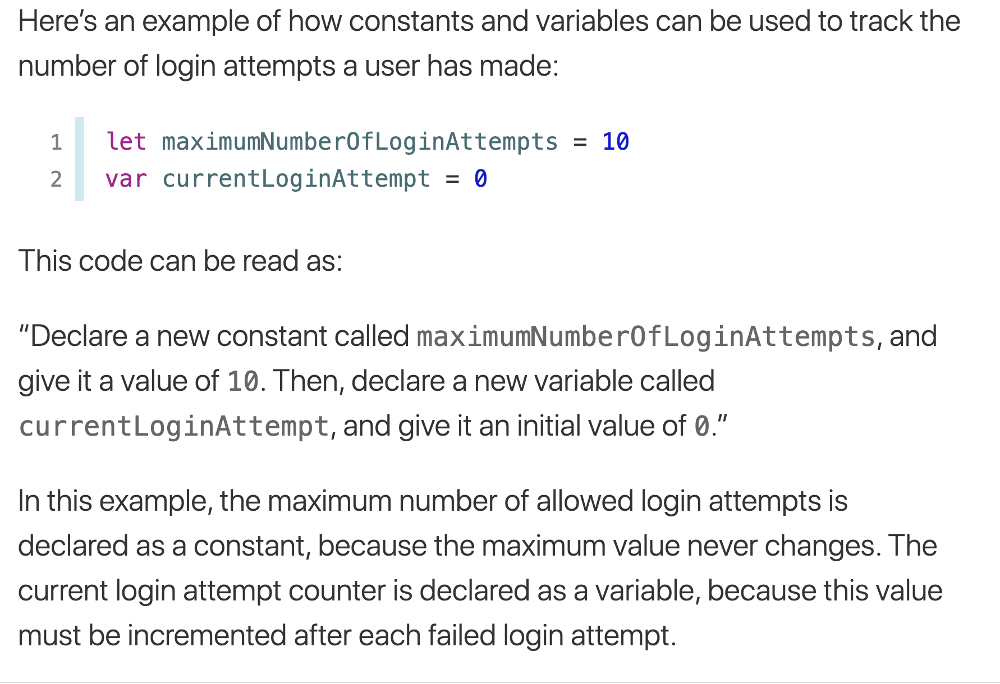 Here’s an example of how constants and variables can be used to track the
number of login attempts a user has made:
1 let maximumNumberOfLoginAttempts = 10
2 var currentLoginAttempt = 0
This code can be read as:
“Declare a new constant called maximumNumberOfLoginAttempts, and
give it a value of 10. Then, declare a new variable called
currentLoginAttempt, and give it an initial value of 0.”
In this example, the maximum number of allowed login attempts is
declared as a constant, because the maximum value never changes. The
current login attempt counter is declared as a variable, because this value
must be incremented after each failed login attempt.